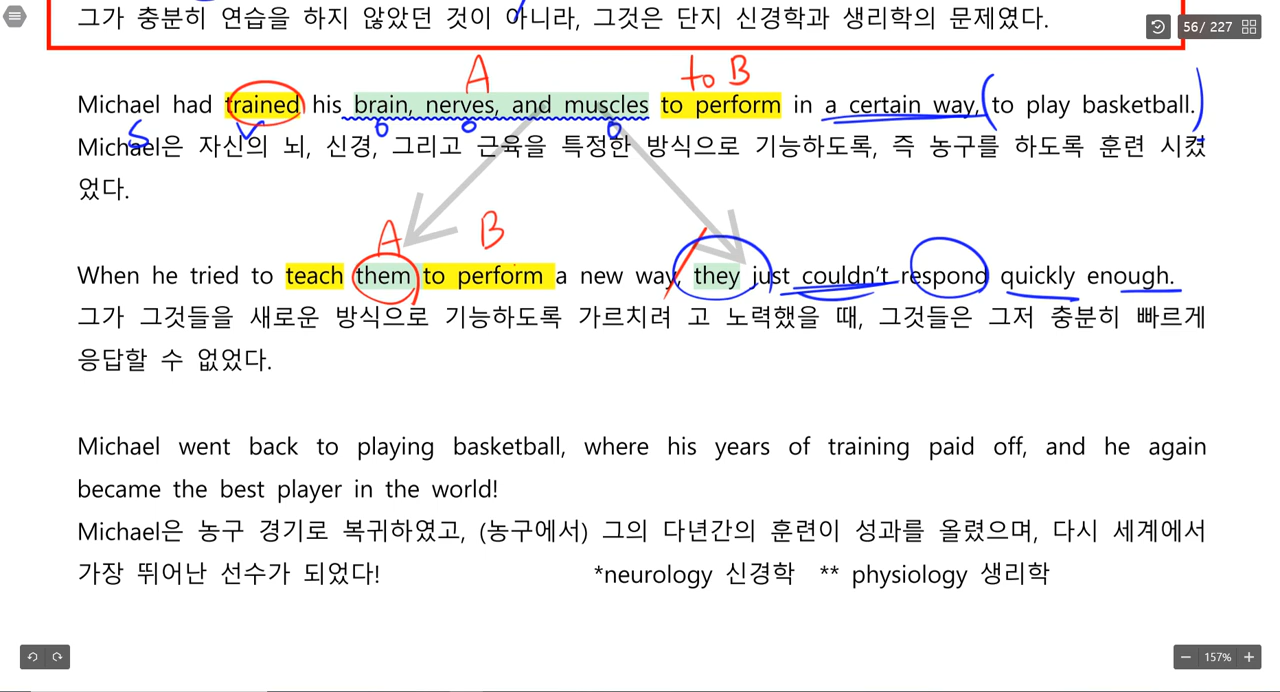 그가 충분히 연습을 하지 않았던 것이 아니라, 그것은 단지 신경학과 생리학의 문제였다.
56/ 227
A to B
Michael had trained his brain, nerves, and muscles to perform in a certain way, (to play basketball.)
S V O O O
Michael은 자신의 뇌, 신경, 그리고 근육을 특정한 방식으로 기능하도록, 즉 농구를 하도록 훈련 시켰
었다.
A B
When he tried to teach them to perform a new way, they just couldn't respond quickly enough.
그가 그것들을 새로운 방식으로 기능하도록 가르치려 고 노력했을 때, 그것들은 그저 충분히 빠르게
응답할 수 없었다.
Michael went back to playing basketball, where his years of training paid off, and he again
became the best player in the world!
Michael은 농구 경기로 복귀하였고, (농구에서) 그의 다년간의 훈련이 성과를 올렸으며, 다시 세계에서
가장 뛰어난 선수가 되었다!
*neurology 신경학 ** physiology 생리학
157%